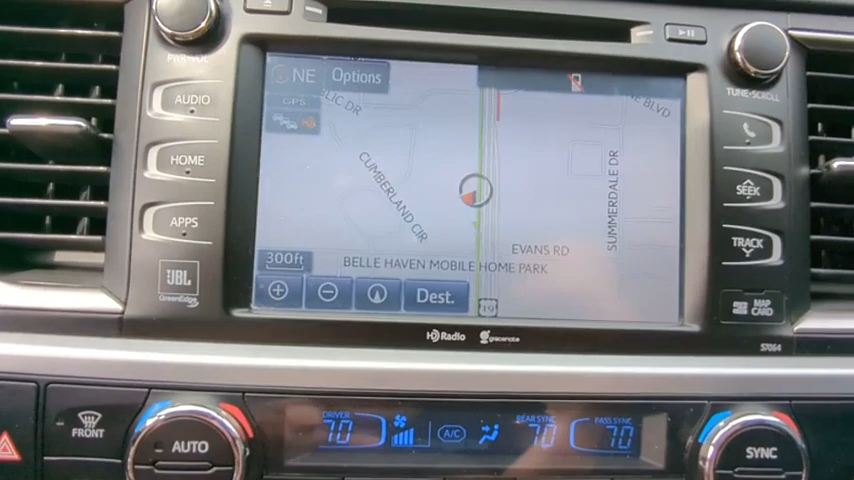 PWR·VOL
AUDIO
HOME
APPS
JBL
GreenEdge
NE
Options
GPS
LIC DR
CUMBERLAND CIR
SUMMERDALE DR
BLVD
EVANS RD
BELLE HAVEN MOBILE HOME PARK
300ft
Dest.
19
HD Radio
gracenote
TUNE·SCROLL
SEEK
TRACK
MAP
CARD
57064
FRONT
AUTO
DRIVER
70
A/C
REAR SYNC
70
PASS SYNC
70
SYNC